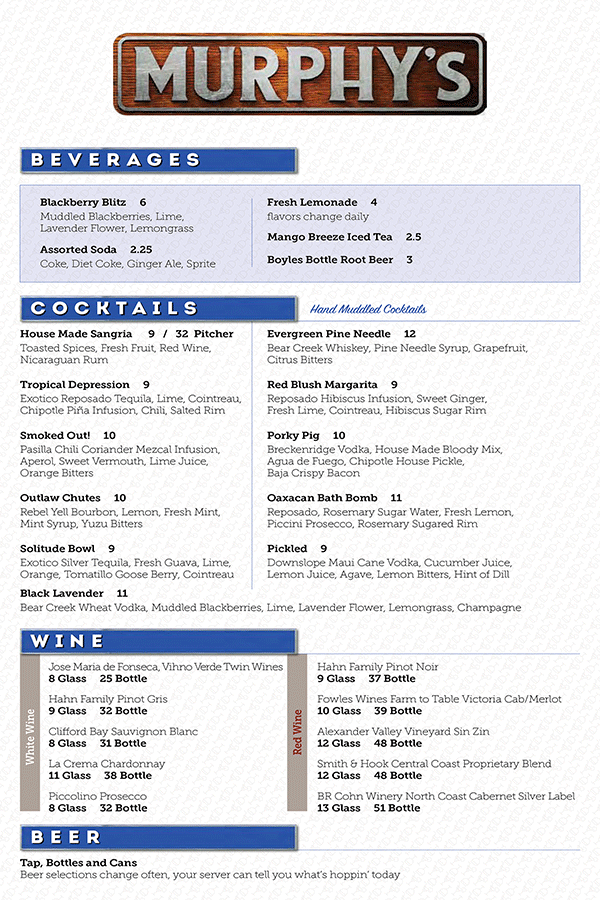 MURPHY'S
BEVERAGES
Blackberry Blitz 6
Muddled Blackberries, Lime,
Lavender Flower, Lemongrass
Assorted Soda 2.25
Coke, Diet Coke, Ginger Ale, Sprite
Fresh Lemonade 4
flavors change daily
Mango Breeze Iced Tea 2.5
Boyles Bottle Root Beer 3
COCKTAILS
Hand Muddled Cocktails
House Made Sangria 9 / 32 Pitcher
Toasted Spices, Fresh Fruit, Red Wine,
Nicaraguan Rum
Tropical Depression 9
Exotico Reposado Tequila, Lime, Cointreau,
Chipotle Piña Infusion, Chili, Salted Rim
Smoked Out! 10
Pasilla Chili Coriander Mezcal Infusion,
Aperol, Sweet Vermouth, Lime Juice,
Orange Bitters
Outlaw Chutes 10
Rebel Yell Bourbon, Lemon, Fresh Mint,
Mint Syrup, Yuzu Bitters
Solitude Bowl 9
Exotico Silver Tequila, Fresh Guava, Lime,
Orange, Tomatillo Goose Berry, Cointreau
Evergreen Pine Needle 12
Bear Creek Whiskey, Pine Needle Syrup, Grapefruit,
Citrus Bitters
Red Blush Margarita 9
Reposado Hibiscus Infusion, Sweet Ginger,
Fresh Lime, Cointreau, Hibiscus Sugar Rim
Porky Pig 10
Breckenridge Vodka, House Made Bloody Mix,
Agua de Fuego, Chipotle House Pickle,
Baja Crispy Bacon
Oaxacan Bath Bomb 11
Reposado, Rosemary Sugar Water, Fresh Lemon,
Piccini Prosecco, Rosemary Sugared Rim
Pickled 9
Downslope Maui Cane Vodka, Cucumber Juice,
Lemon Juice, Agave, Lemon Bitters, Hint of Dill
Black Lavender 11
Bear Creek Wheat Vodka, Muddled Blackberries, Lime, Lavender Flower, Lemongrass, Champagne
WINE
White Wine
Jose Maria de Fonseca, Vihno Verde Twin Wines
8 Glass 25 Bottle
Hahn Family Pinot Gris
9 Glass 32 Bottle
Clifford Bay Sauvignon Blanc
8 Glass 31 Bottle
La Crema Chardonnay
11 Glass 38 Bottle
Piccolino Prosecco
8 Glass 32 Bottle
Red Wine
Hahn Family Pinot Noir
9 Glass 37 Bottle
Fowles Wines Farm to Table Victoria Cab/Merlot
10 Glass 39 Bottle
Alexander Valley Vineyard Sin Zin
12 Glass 48 Bottle
Smith & Hook Central Coast Proprietary Blend
12 Glass 48 Bottle
BR Cohn Winery North Coast Cabernet Silver Label
13 Glass 51 Bottle
BEER
Tap, Bottles and Cans
Beer selections change often, your server can tell you what's hoppin' today